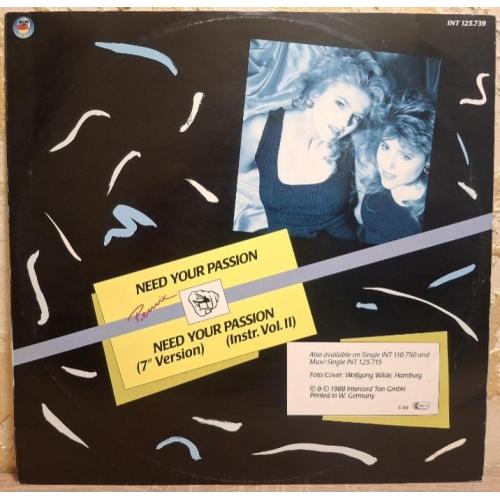 INT 125.739
NEED YOUR PASSION
Remix
NEED YOUR PASSION
(7" Version) (Instr. Vol. II)
Also available on Single INT 110.750 and
Maxi-Single INT 125.715
Foto/Cover: Wolfgang Wilde, Hamburg
℗ & © 1988 Intercord Ton GmbH
Printed in W. Germany